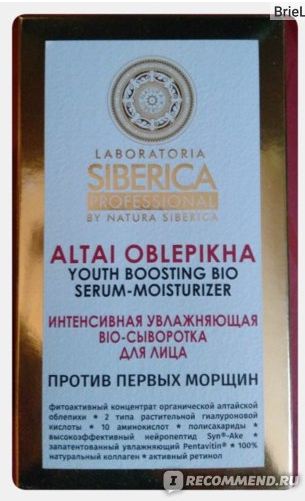 BrieL
LABORATORIA
SIBERICA
PROFESSIONAL
BY NATURA SIBERICA
ALTAI OBLEPIKHA
YOUTH BOOSTING BIO
SERUM-MOISTURIZER
ИНТЕНСИВНАЯ УВЛАЖНЯЮЩАЯ
BIO-СЫВОРОТКА
ДЛЯ ЛИЦА
ПРОТИВ ПЕРВЫХ МОРЩИН
фитоактивный концентрат органической алтайской
облепихи * 2 типа растительной гиалуроновой
кислоты * 10 аминокислот * полисахариды *
высокоэффективный нейропептид Syn®-Ake *
запатентованный увлажняющий Pentavitin® * 100%
натуральный коллаген * активный ретинол
IRECOMMEND.RU